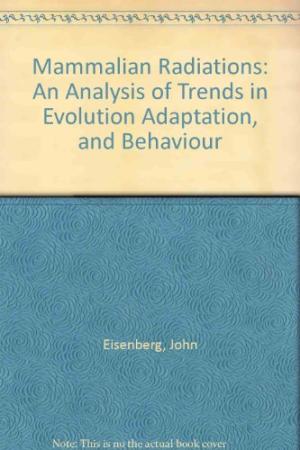 Mammalian Radiations:
An Analysis of Trends in
Evolution Adaptation,
and Behaviour
Eisenberg, John
Note: This is no the actual book cover